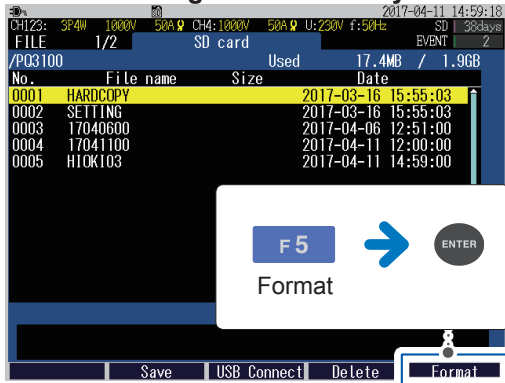 2017-04-11 14:59:18
CH123: 3P4W 1000V 50A CH4:1000V 50A U:230V f:50Hz SD 38days
FILE 1/2 SD card EVENT 2
/PQ3100 Used 17.4MB / 1.9GB
No. File name Size Date
0001 HARDCOPY 2017-03-16 15:55:03
0002 SETTING 2017-03-16 15:55:03
0003 17040600 2017-04-06 12:51:00
0004 17041100 2017-04-11 12:00:00
0005 HIOKI03 2017-04-11 14:59:00
F 5 ENTER
Format
Save USB Connect Delete Format